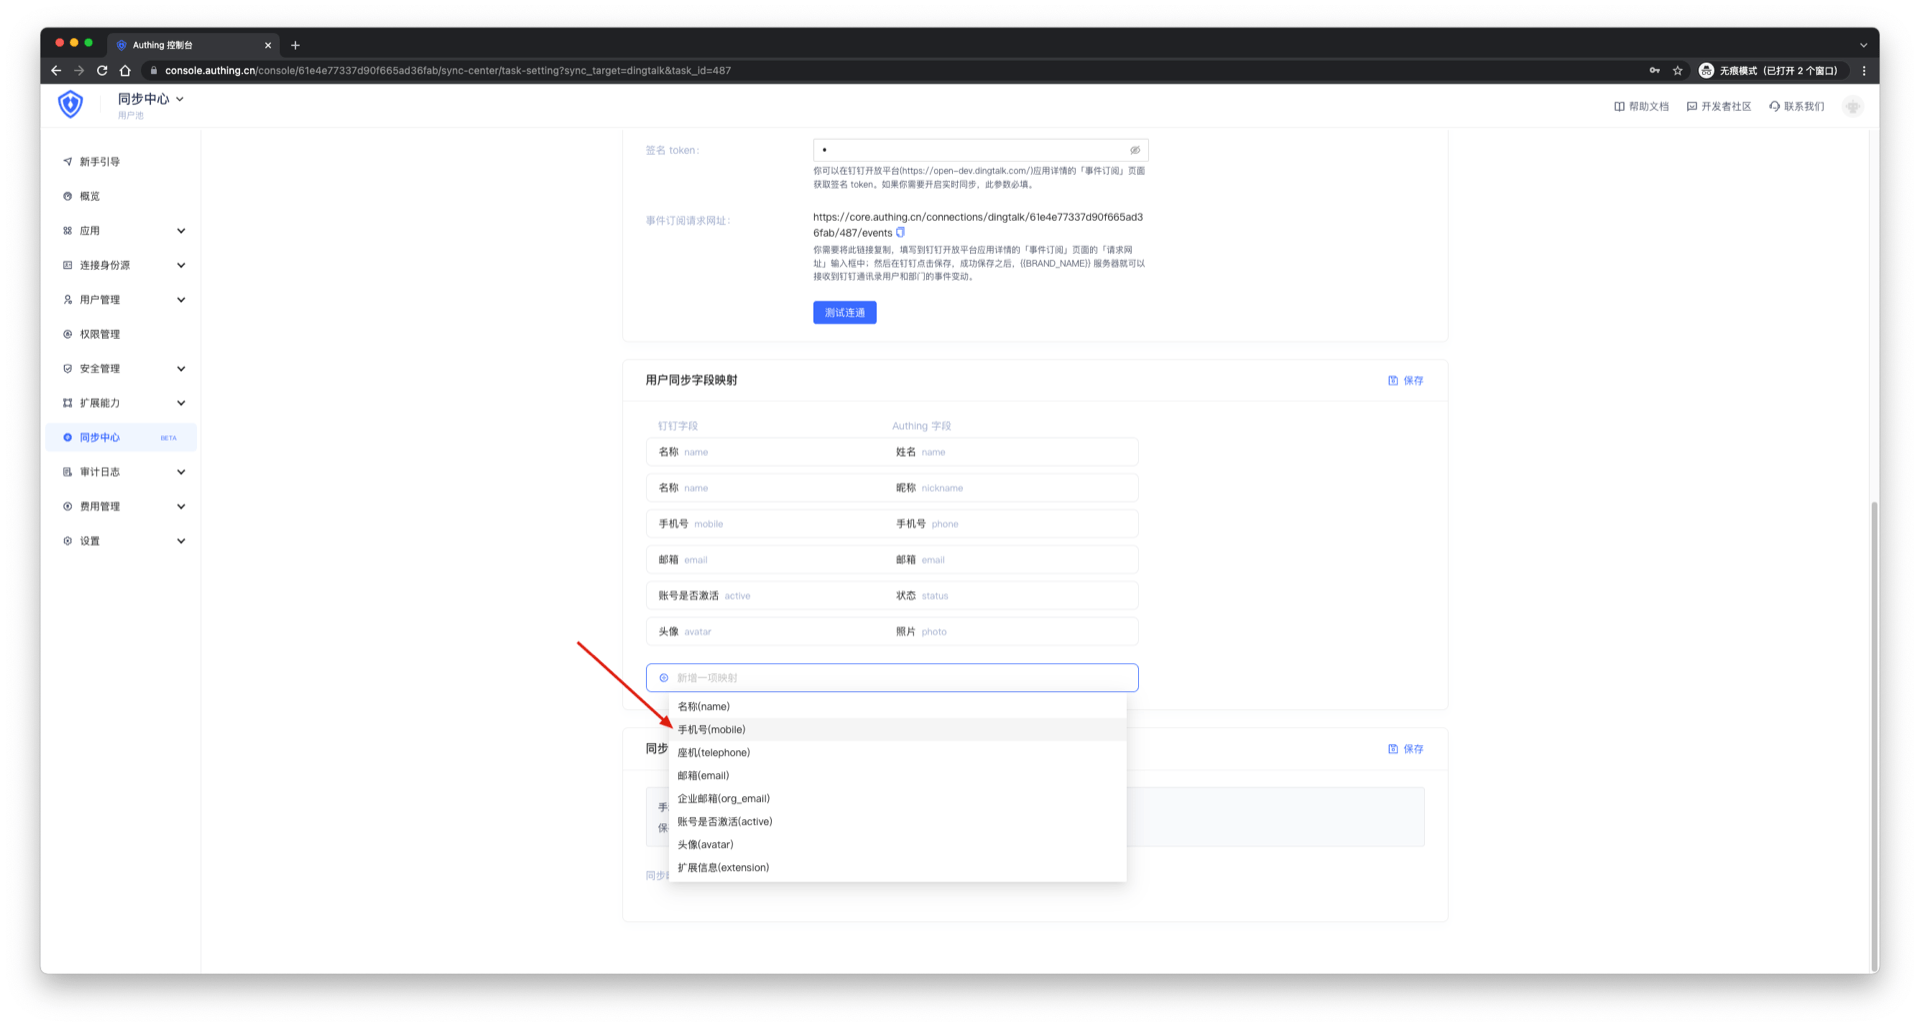 Authing 控制台
console.authing.cn/console/61e4e77337d90f665ad36fab/sync-center/task-setting?sync_target=dingtalk&task_id=487
无痕模式（已打开 2 个窗口）
同步中心
用户池
帮助文档
开发者社区
联系我们
新手引导
概览
应用
连接身份源
用户管理
权限管理
安全管理
扩展能力
同步中心 BETA
审计日志
费用管理
设置
签名 token：
你可以在钉钉开放平台(https://open-dev.dingtalk.com/)应用详情的「事件订阅」页面
获取签名 token。如果你需要开启实时同步，此参数必填。
事件订阅请求网址：
https://core.authing.cn/connections/dingtalk/61e4e77337d90f665ad3
6fab/487/events
你需要将此链接复制，填写到钉钉开放平台应用详情的「事件订阅」页面的「请求网
址」输入框中；然后在钉钉点击保存，成功保存之后，{{BRAND_NAME}} 服务器就可以
接收到钉钉通讯录用户和部门的事件变动。
测试连通
用户同步字段映射
保存
钉钉字段 Authing 字段
名称 name 姓名 name
名称 name 昵称 nickname
手机号 mobile 手机号 phone
邮箱 email 邮箱 email
账号是否激活 active 状态 status
头像 avatar 照片 photo
新增一项映射
名称(name)
手机号(mobile)
座机(telephone)
邮箱(email)
企业邮箱(org_email)
账号是否激活(active)
头像(avatar)
扩展信息(extension)
同步
保存
手
保
同步